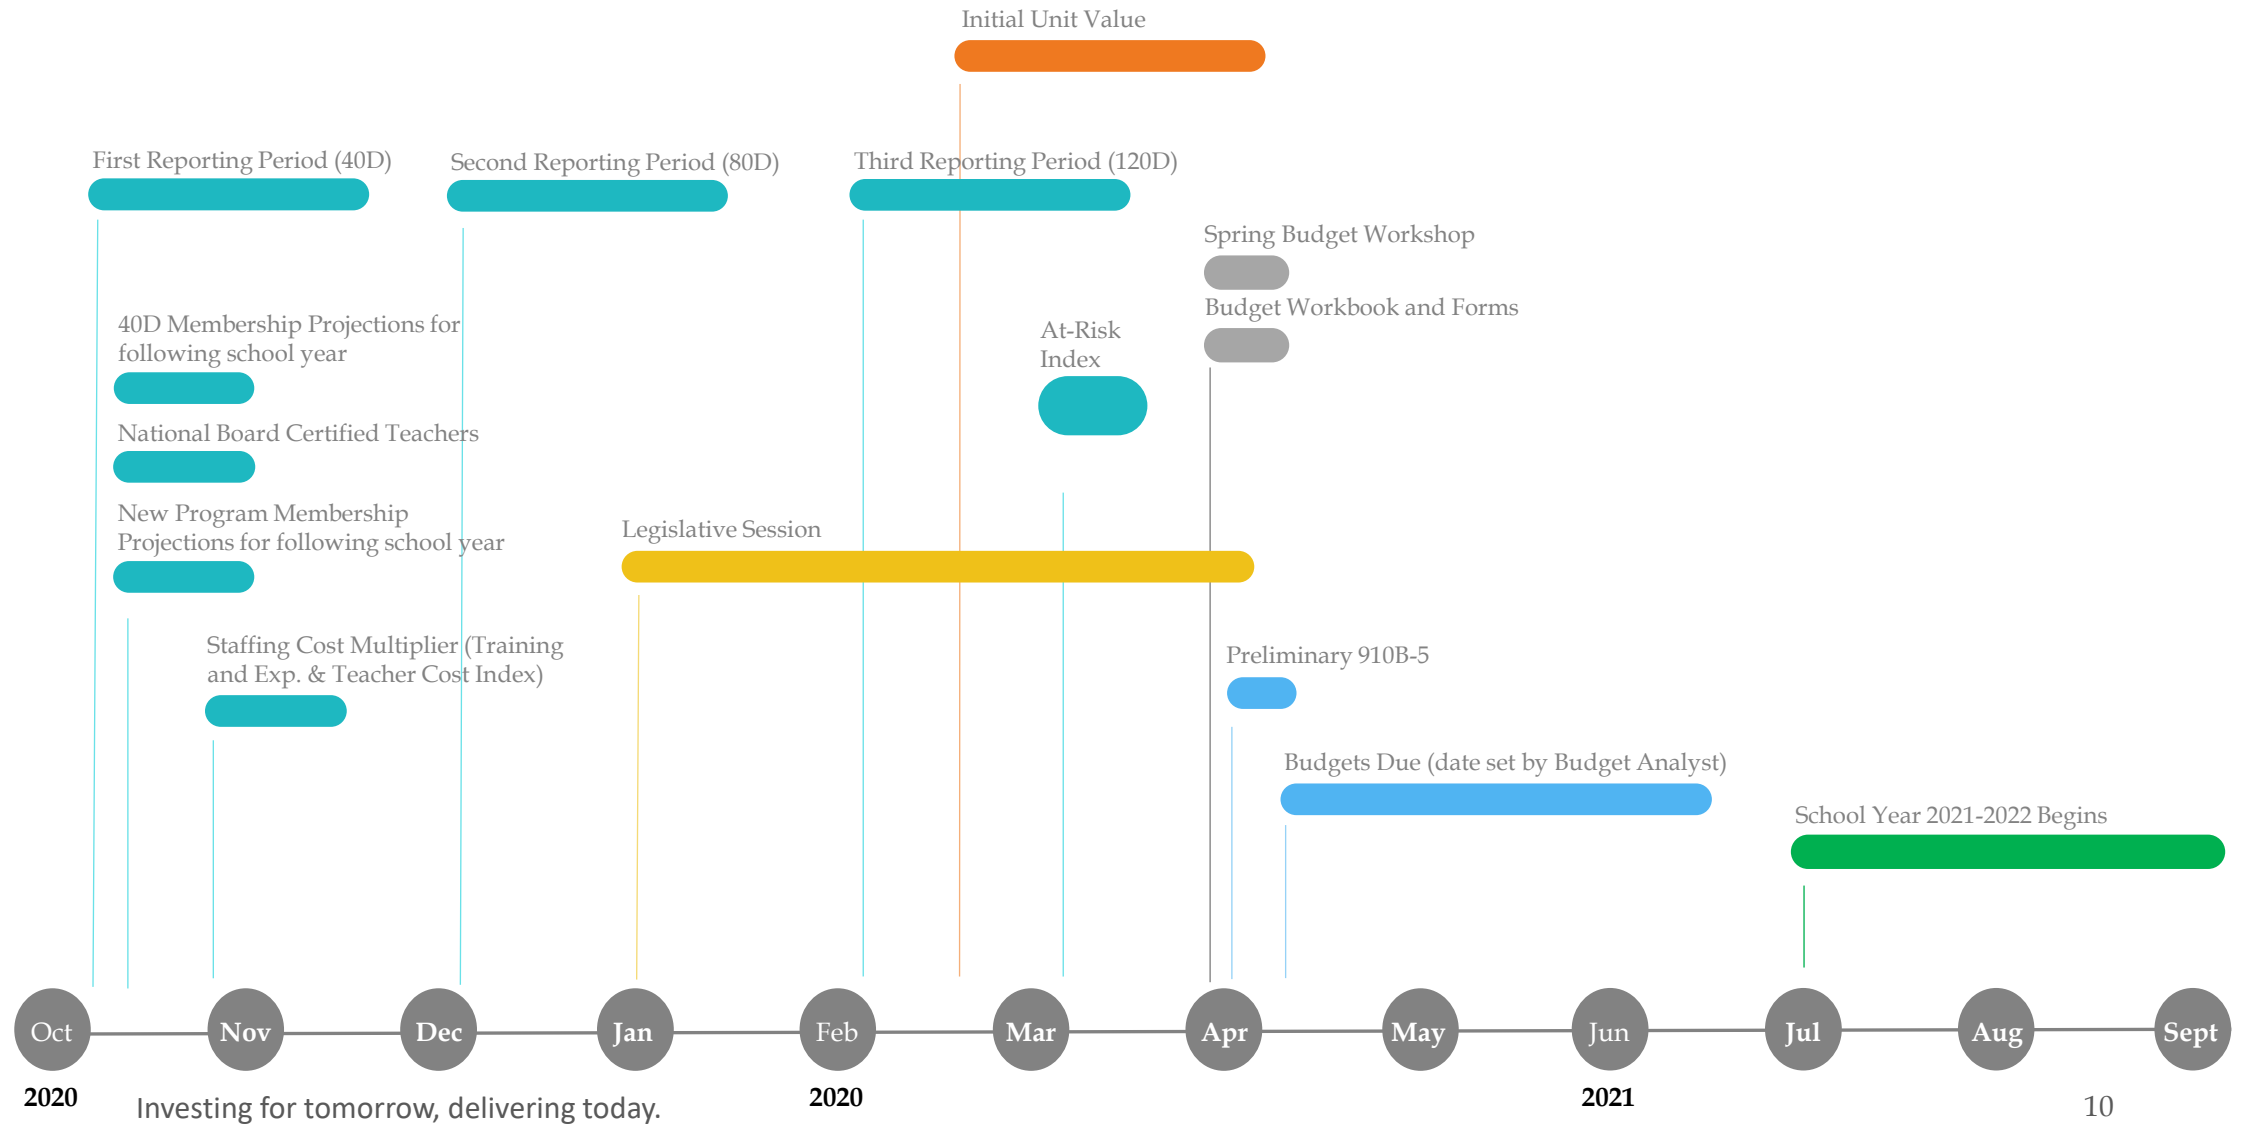 Initial Unit Value
First Reporting Period (40D)
Second Reporting Period (80D)
Third Reporting Period (120D)
Spring Budget Workshop
Budget Workbook and Forms
40D Membership Projections for
following school year
At-Risk
Index
National Board Certified Teachers
New Program Membership
Projections for following school year
Legislative Session
Staffing Cost Multiplier (Training
and Exp. & Teacher Cost Index)
Preliminary 910B-5
Budgets Due (date set by Budget Analyst)
School Year 2021-2022 Begins
Oct
Nov
Dec
Jan
Feb
Mar
Apr
May
Jun
Jul
Aug
Sept
2020
2020
2021
Investing for tomorrow, delivering today.
10